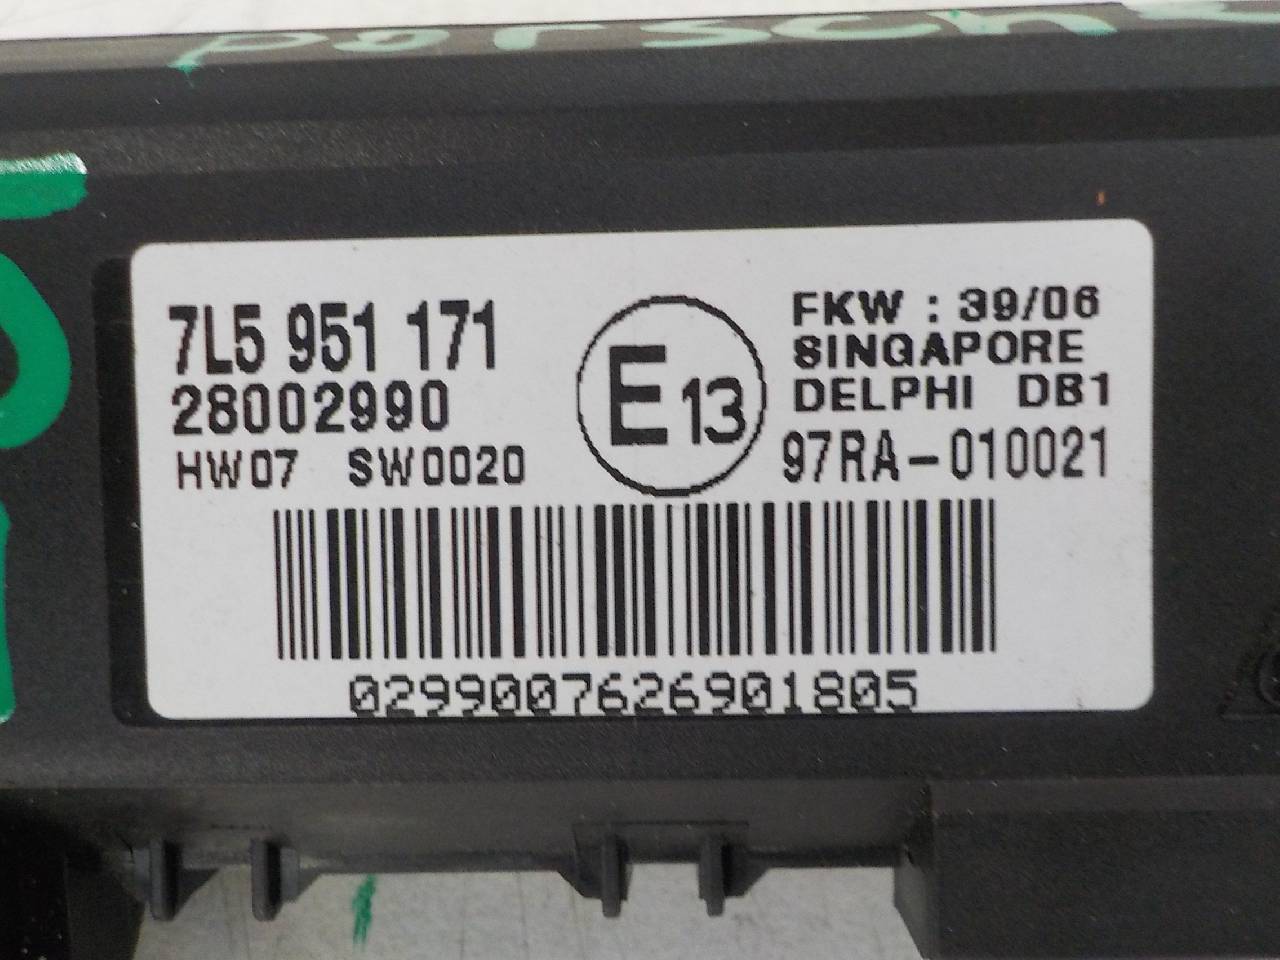 Porsche
7L5 951 171
28002990
HW07 SW0020
E13
FKW : 39/06
SINGAPORE
DELPHI DB1
97RA-010021
0299007626901805